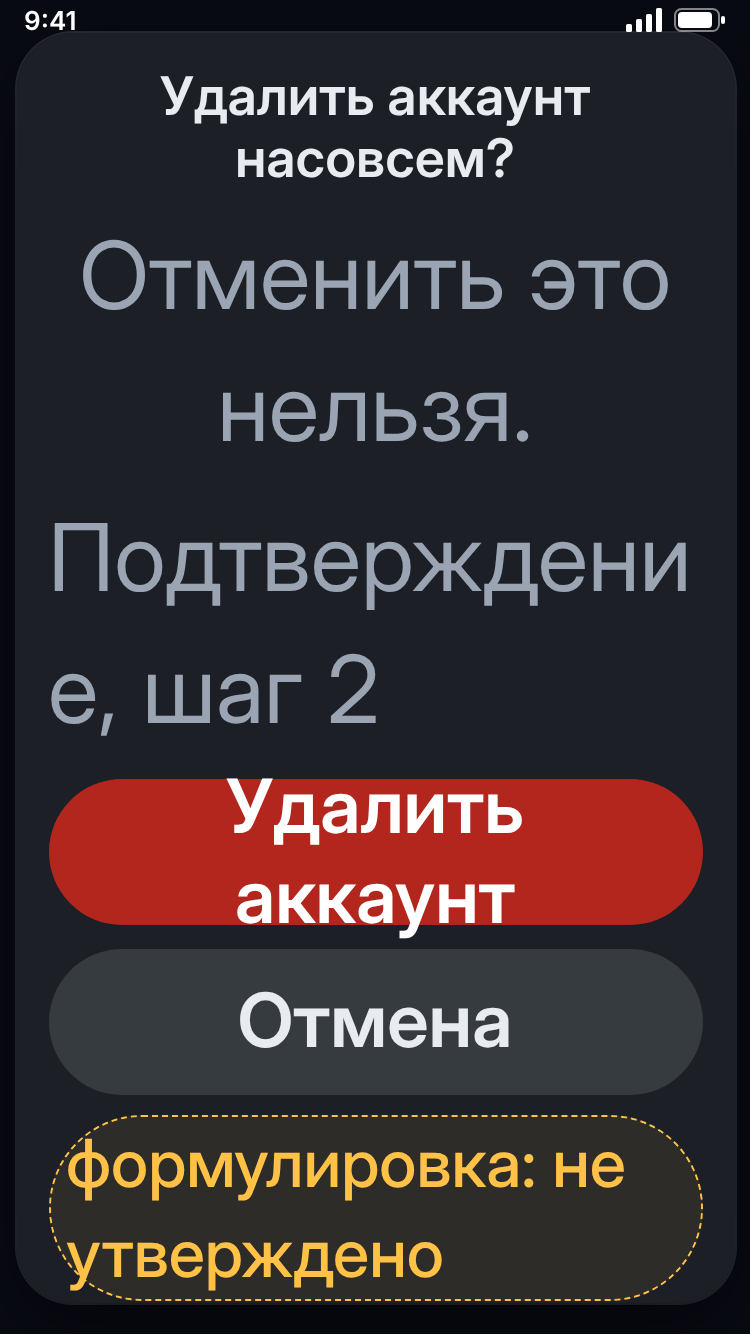 9:41
Удалить аккаунт
насовсем?
Отменить это
нельзя.
Подтверждени
е, шаг 2
Удалить
аккаунт
Отмена
формулировка: не
утверждено